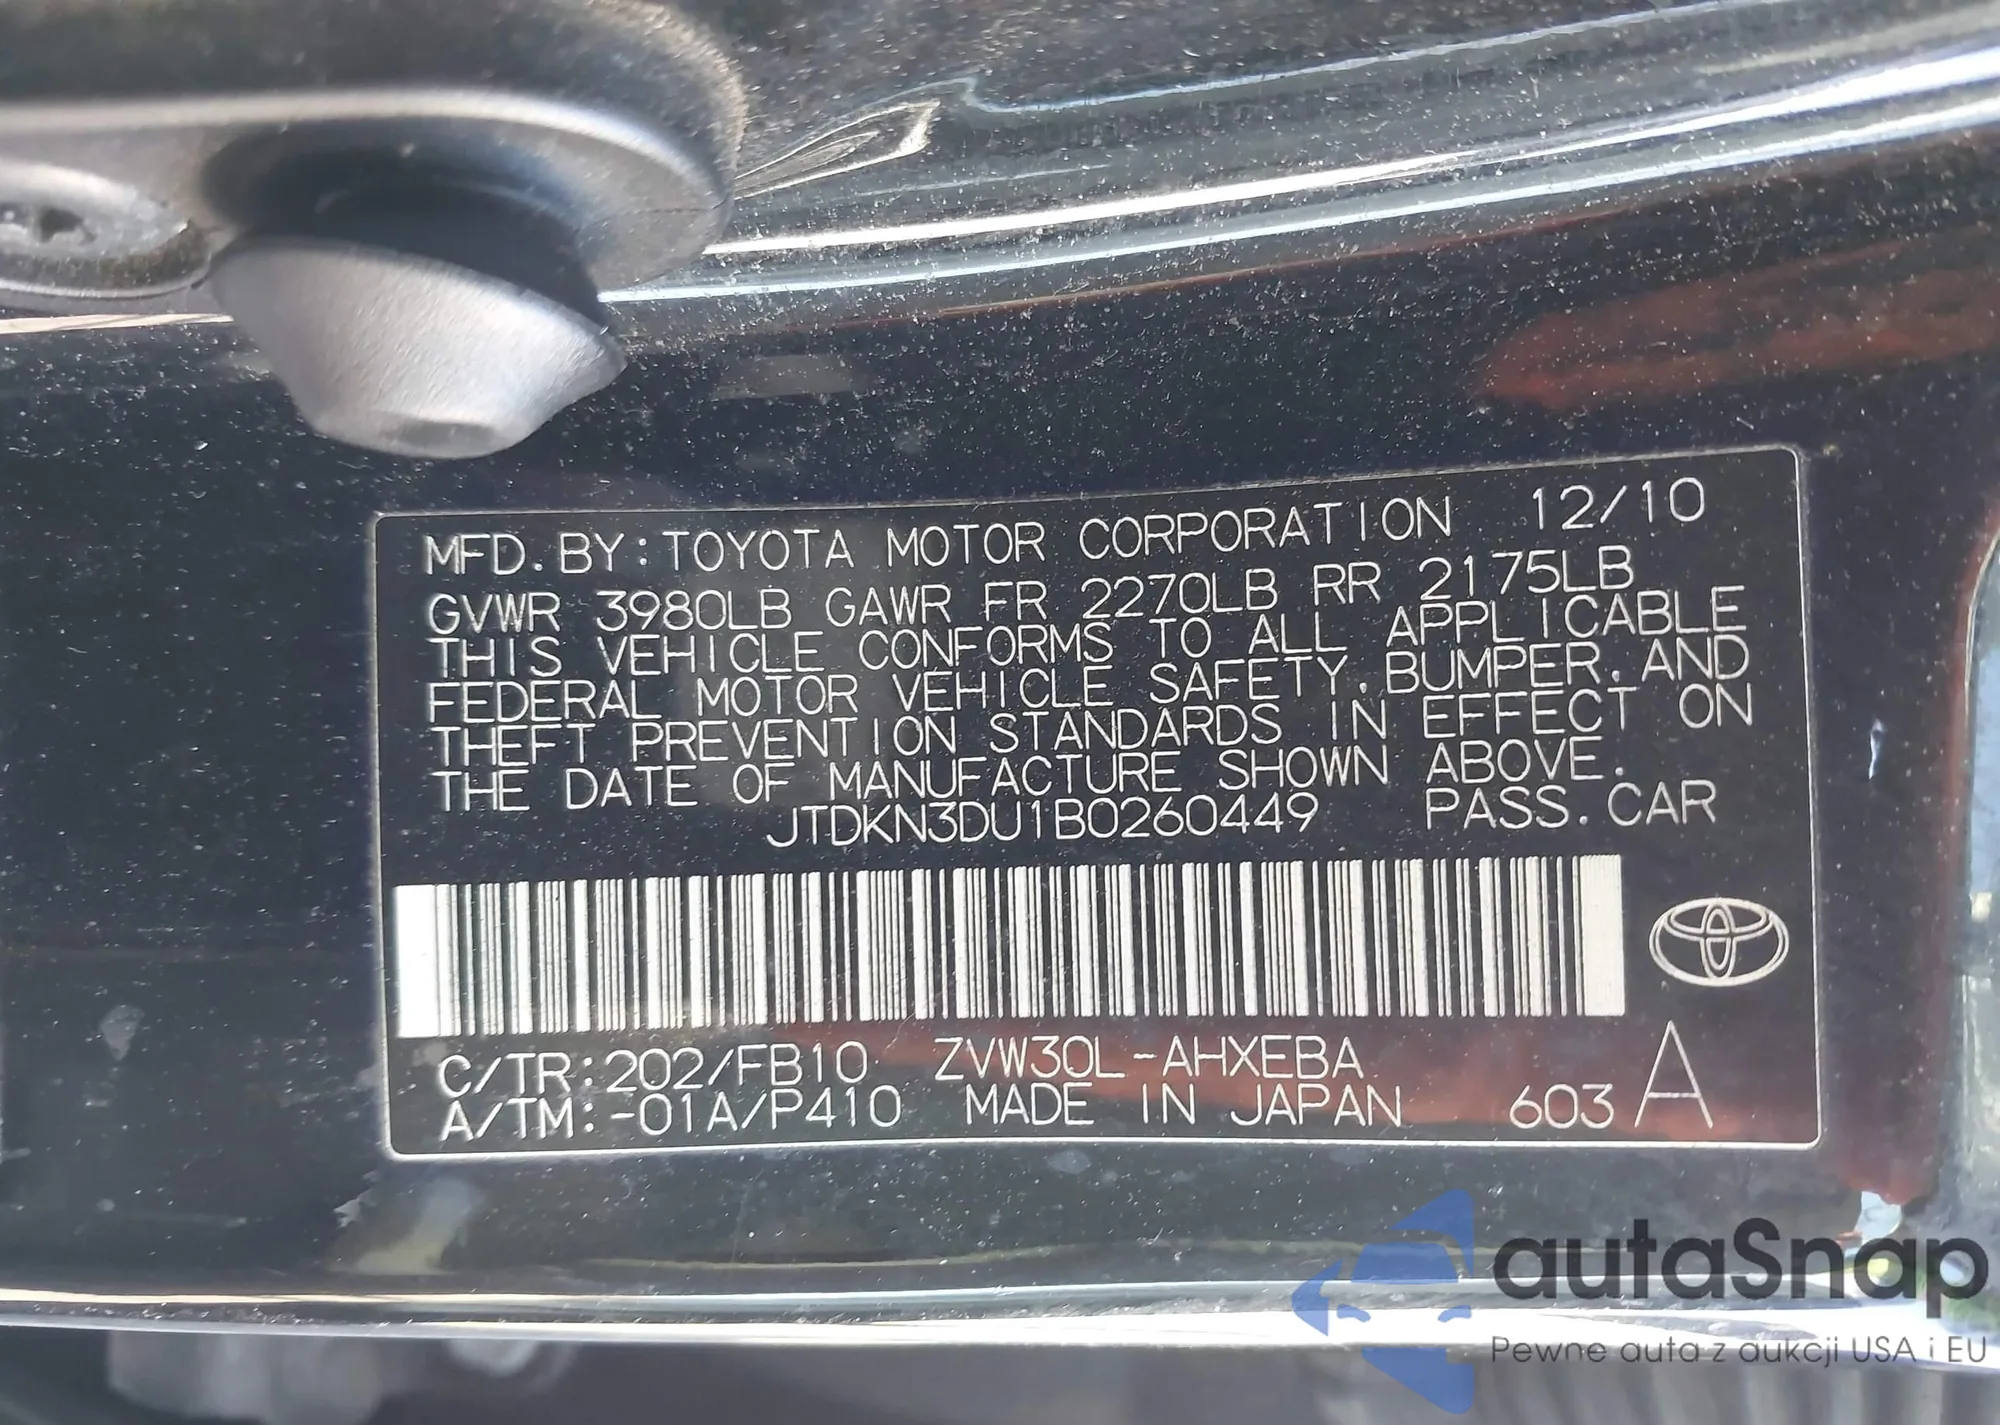 MFD. BY: TOYOTA MOTOR CORPORATION 12/10
GVWR 3980LB GAWR FR 2270LB RR 2175LB
THIS VEHICLE CONFORMS TO ALL APPLICABLE
FEDERAL MOTOR VEHICLE SAFETY, BUMPER, AND
THEFT PREVENTION STANDARDS IN EFFECT ON
THE DATE OF MANUFACTURE SHOWN ABOVE.
JTDKN3DU1B0260449 PASS. CAR
C/TR:202/FB10 ZVW30L-AHXEBA
A/TM:-01A/P410 MADE IN JAPAN 603 A
autaSnap
Pewne auta z aukcji USA i EU